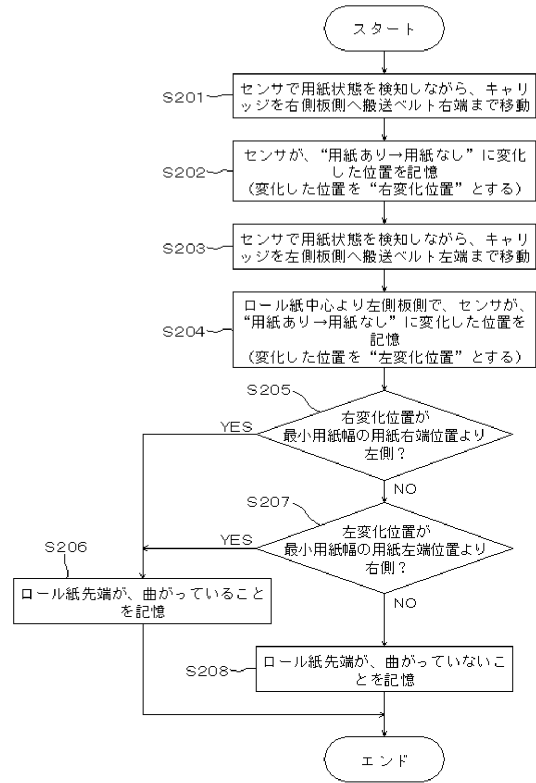 スタート
S201
センサで用紙状態を検知しながら、キャリ
ッジを右側板側へ搬送ベルト右端まで移動
S202
センサが、“用紙あり→用紙なし”に変化
した位置を記憶
(変化した位置を“右変化位置”とする)
S203
センサで用紙状態を検知しながら、キャリ
ッジを左側板側へ搬送ベルト左端まで移動
S204
ロール紙中心より左側板側で、センサが、
“用紙あり→用紙なし”に変化した位置を
記憶
(変化した位置を“左変化位置”とする)
S205
右変化位置が
最小用紙幅の用紙右端位置より
左側？
YES
NO
S207
左変化位置が
最小用紙幅の用紙左端位置より
右側？
YES
NO
S206
ロール紙先端が、曲がっていること
を記憶
S208
ロール紙先端が、曲がっていないこ
とを記憶
エンド